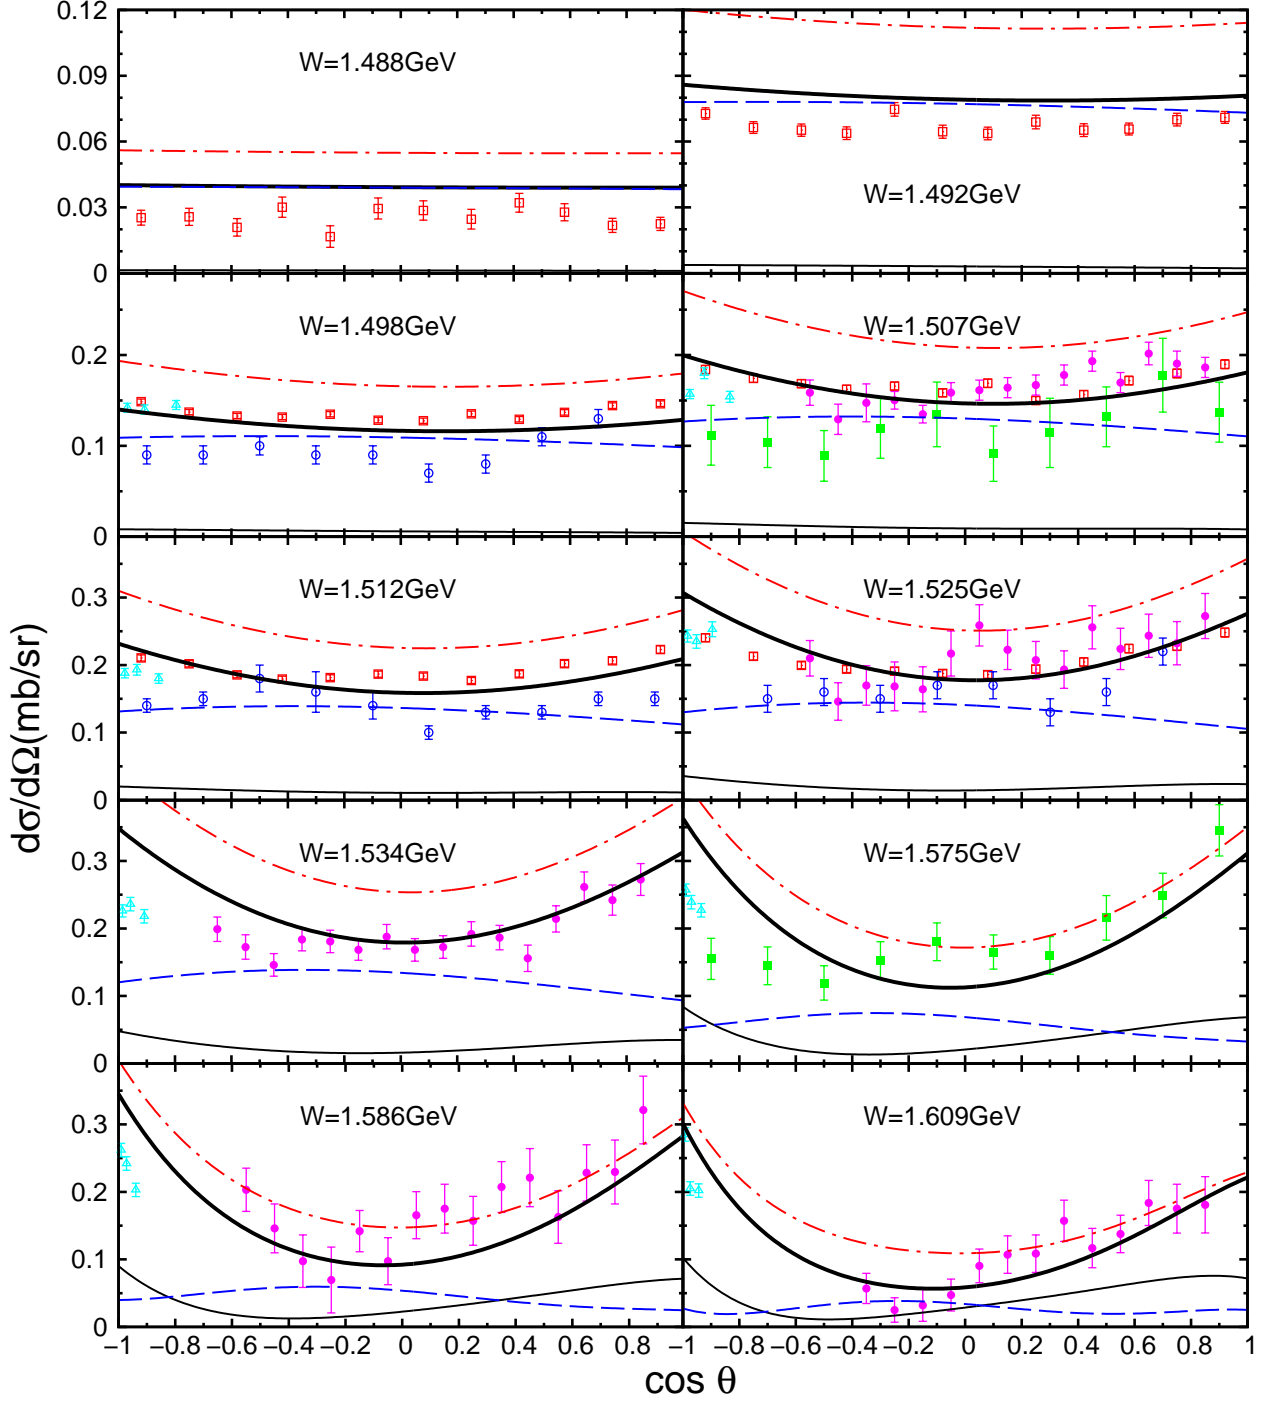 0.12
0.09
0.06
0.03
0
W=1.488GeV
W=1.492GeV
0.2
0.1
0
W=1.498GeV
W=1.507GeV
0.3
0.2
0.1
0
W=1.512GeV
W=1.525GeV
0.3
0.2
0.1
0
W=1.534GeV
W=1.575GeV
0.3
0.2
0.1
0
W=1.586GeV
W=1.609GeV
dσ/dΩ(mb/sr)
−1 −0.8 −0.6 −0.4 −0.2 0 0.2 0.4 0.6 0.8 −1 −0.8 −0.6 −0.4 −0.2 0 0.2 0.4 0.6 0.8 1
cos θ